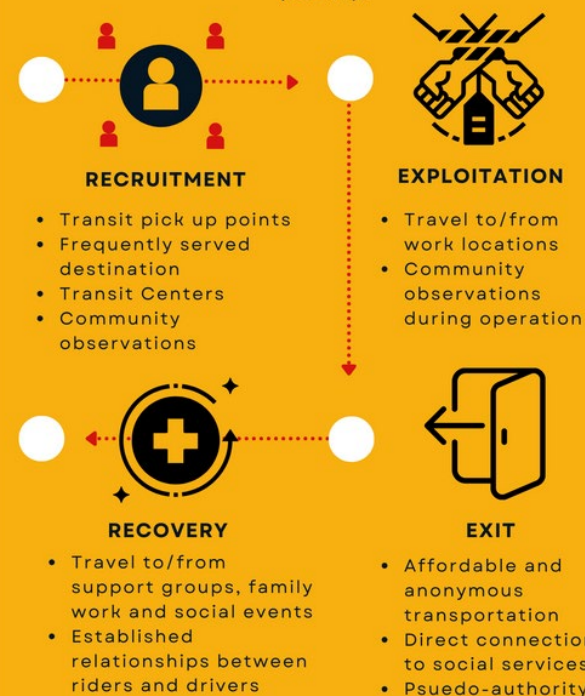 RECRUITMENT
• Transit pick up points
• Frequently served
destination
• Transit Centers
• Community
observations
EXPLOITATION
• Travel to/from
work locations
• Community
observations
during operation
RECOVERY
• Travel to/from
support groups, family
work and social events
• Established
relationships between
riders and drivers
EXIT
• Affordable and
anonymous
transportation
• Direct connection
to social services
• Psuedo-authority